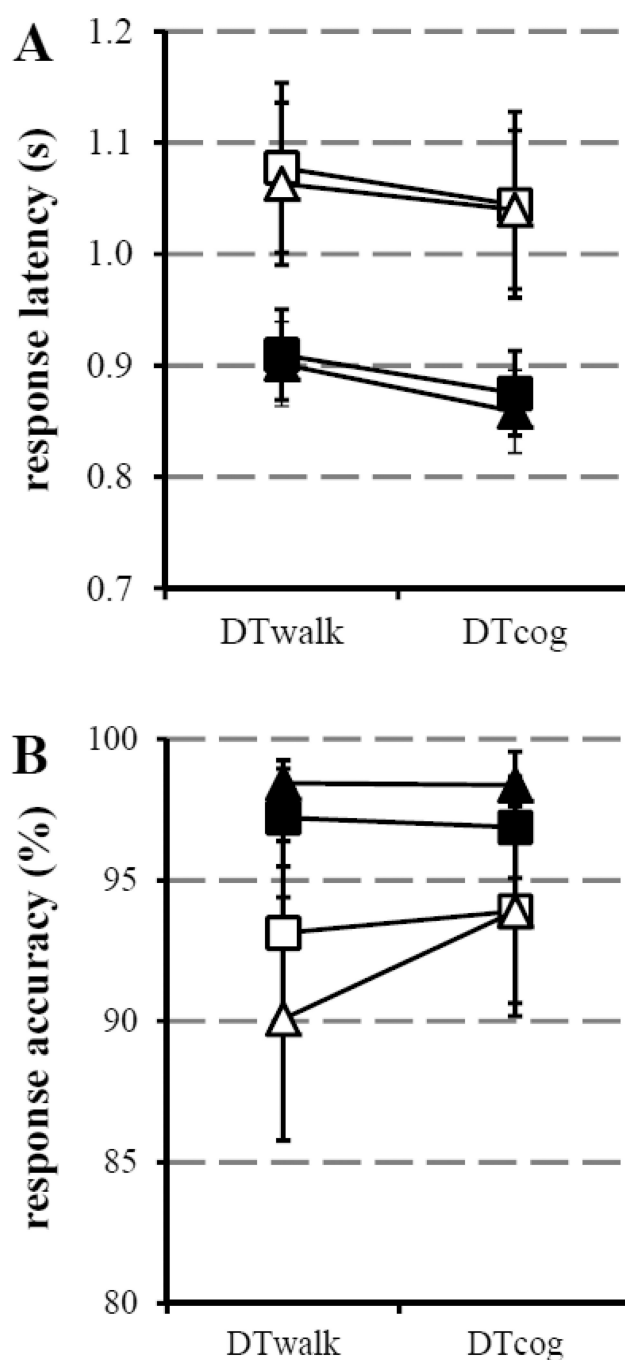 A
response latency (s)
1.2
1.1
1.0
0.9
0.8
0.7
DTwalk DTcog
B
response accuracy (%)
100
95
90
85
80
DTwalk DTcog